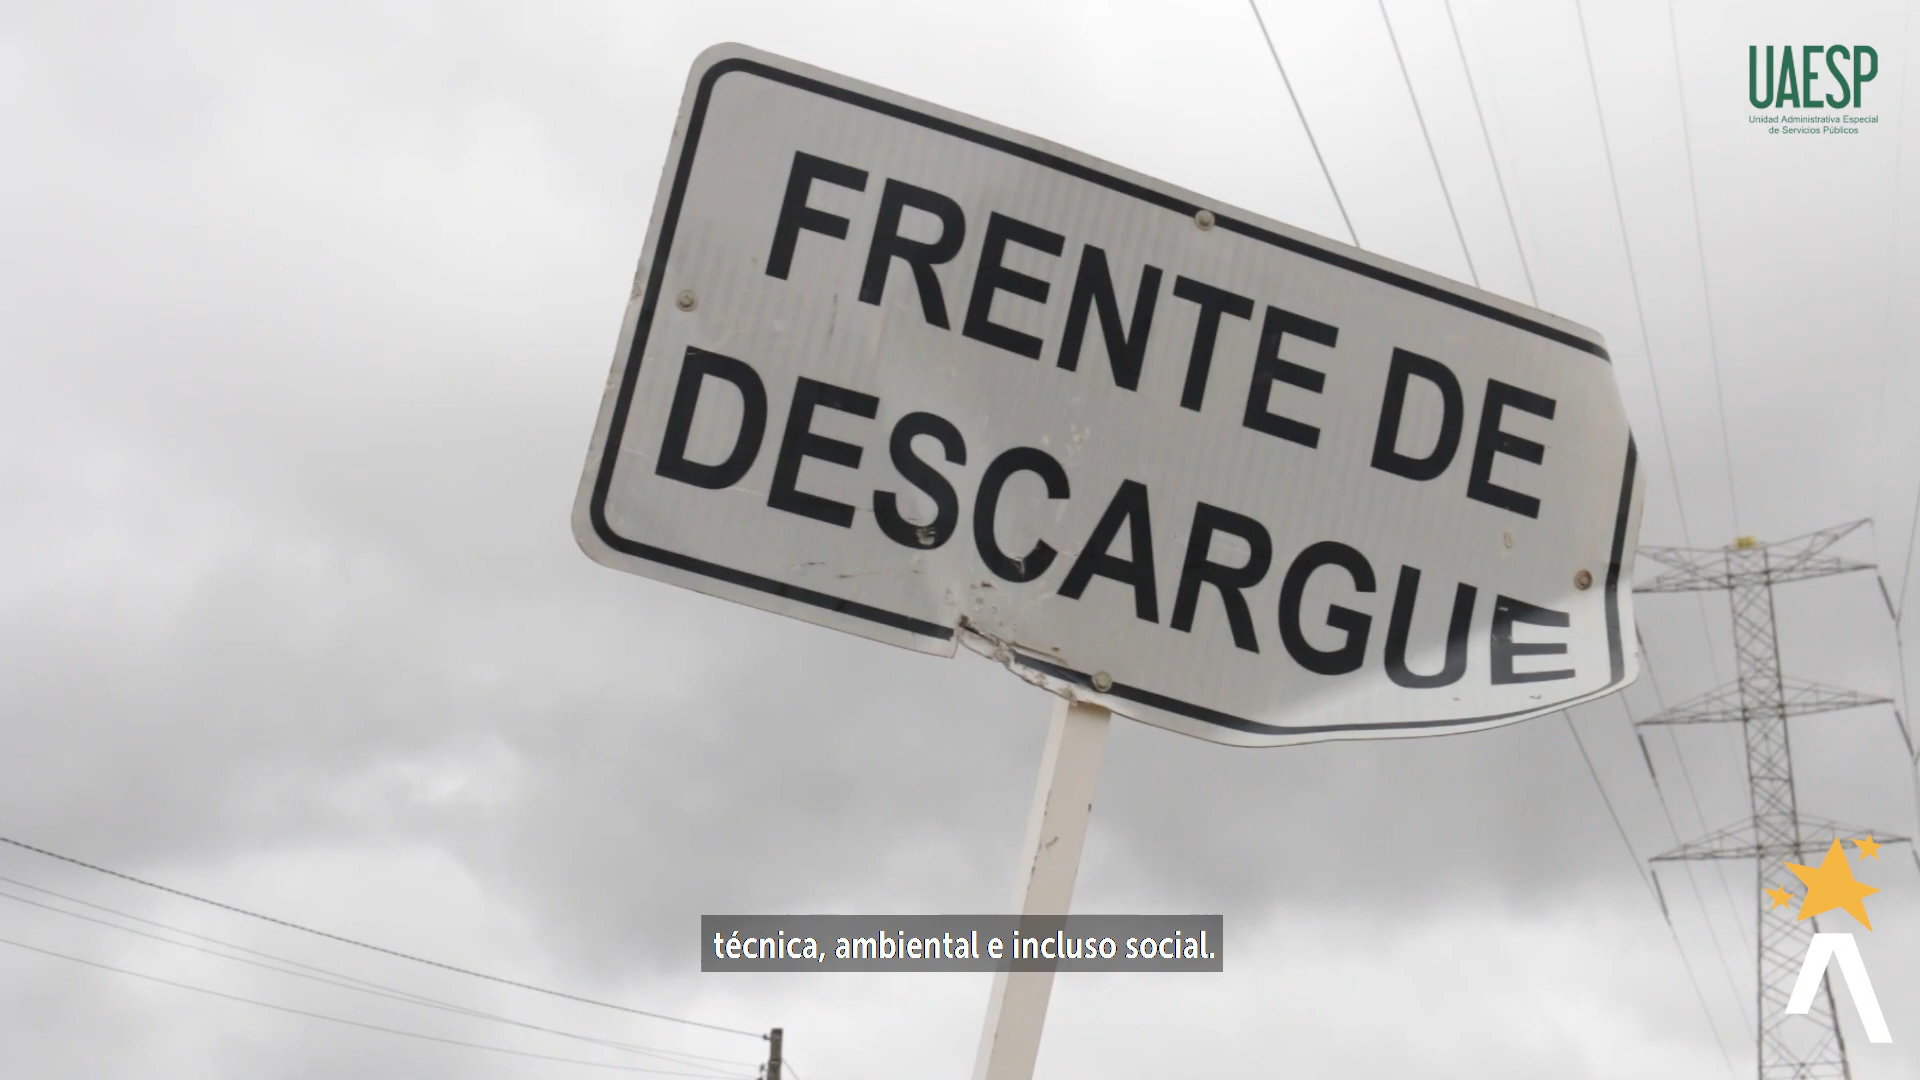 UAESP
Unidad Administrativa Especial
de Servicios Públicos
FRENTE DE
DESCARGUE
técnica, ambiental e incluso social.